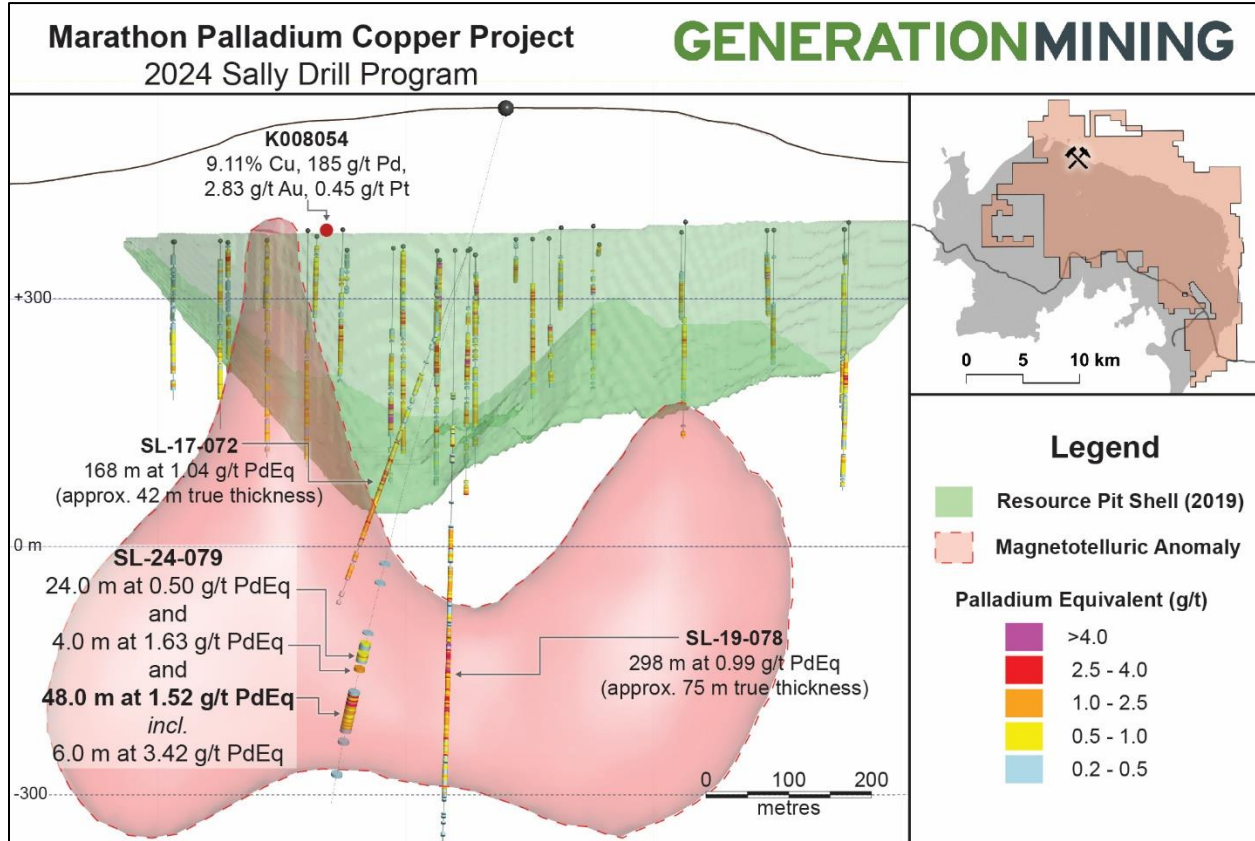 Marathon Palladium Copper Project
2024 Sally Drill Program
GENERATIONMINING
K008054
9.11% Cu, 185 g/t Pd,
2.83 g/t Au, 0.45 g/t Pt
+300
SL-17-072
168 m at 1.04 g/t PdEq
(approx. 42 m true thickness)
0 m
SL-24-079
24.0 m at 0.50 g/t PdEq
and
4.0 m at 1.63 g/t PdEq
and
48.0 m at 1.52 g/t PdEq
incl.
6.0 m at 3.42 g/t PdEq
SL-19-078
298 m at 0.99 g/t PdEq
(approx. 75 m true thickness)
-300
0 100 200
metres
0 5 10 km
Legend
Resource Pit Shell (2019)
Magnetotelluric Anomaly
Palladium Equivalent (g/t)
>4.0
2.5 - 4.0
1.0 - 2.5
0.5 - 1.0
0.2 - 0.5